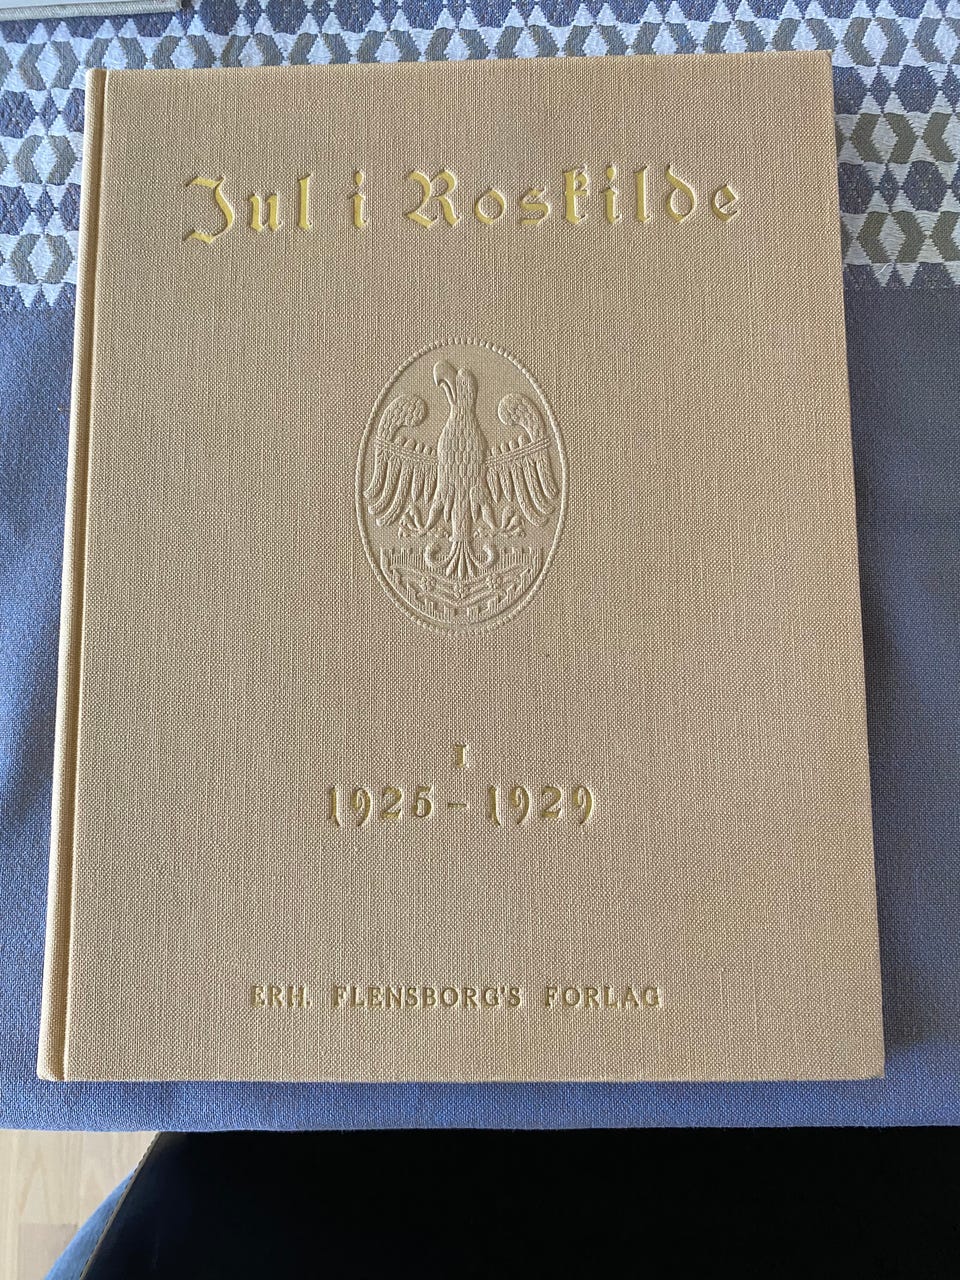 Jul i Roskilde
I
1925 - 1929
ERH. FLENSBORG'S FORLAG